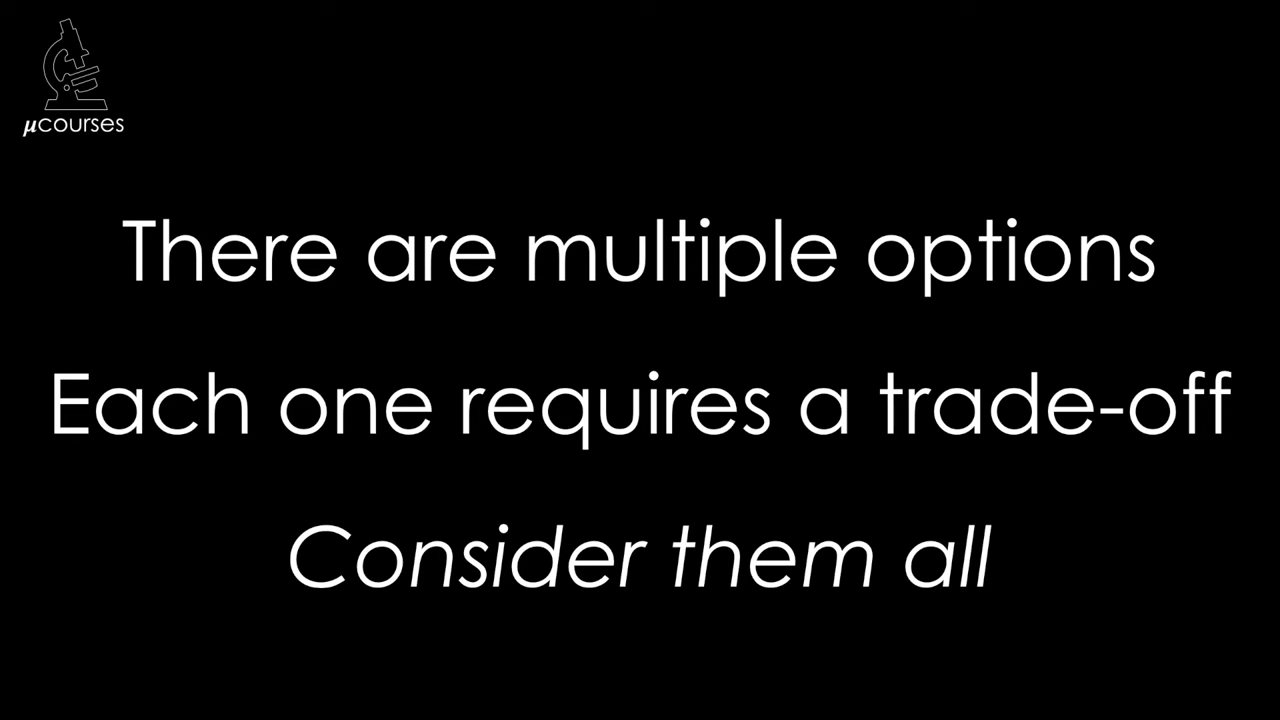 µcourses
There are multiple options
Each one requires a trade-off
Consider them all